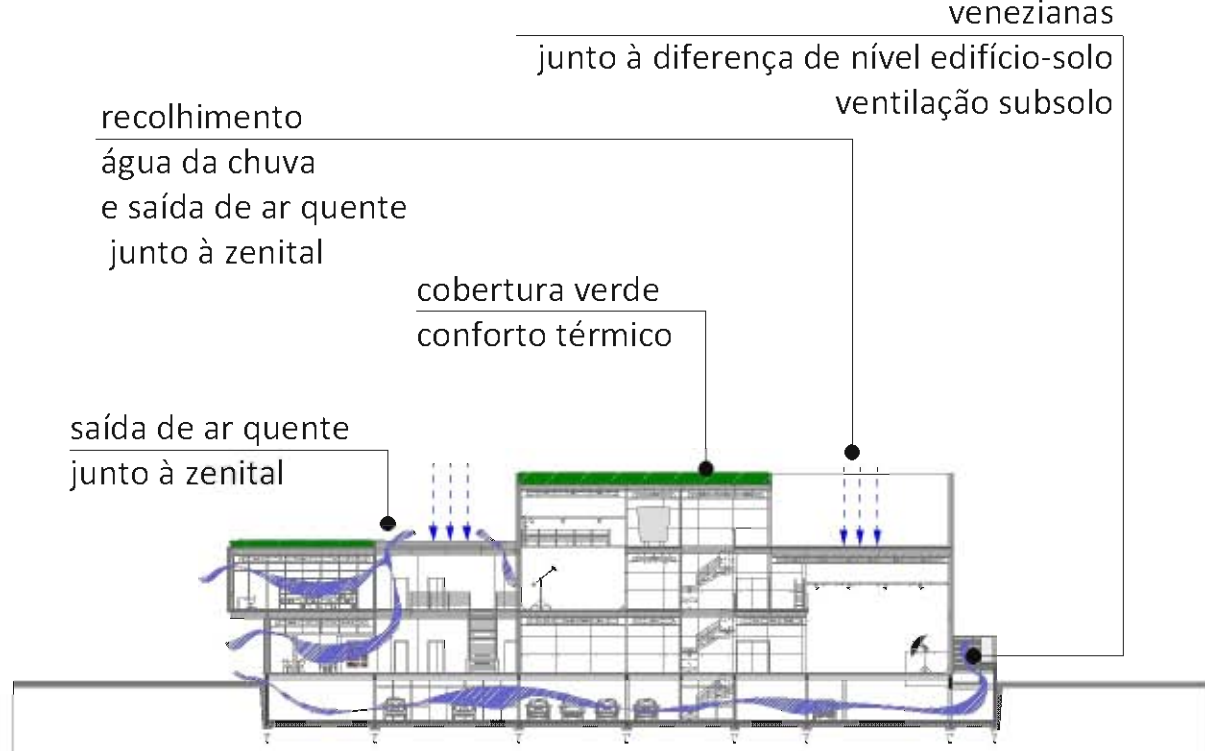 venezianas
junto à diferença de nível edifício-solo
ventilação subsolo
recolhimento
água da chuva
e saída de ar quente
junto à zenital
cobertura verde
conforto térmico
saída de ar quente
junto à zenital